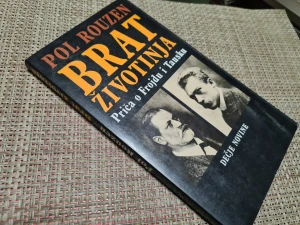 POL ROUZEN
BRAT
ŽIVOTINJA
Priča o Frojdu i Tausku
DEČJE NOVINE